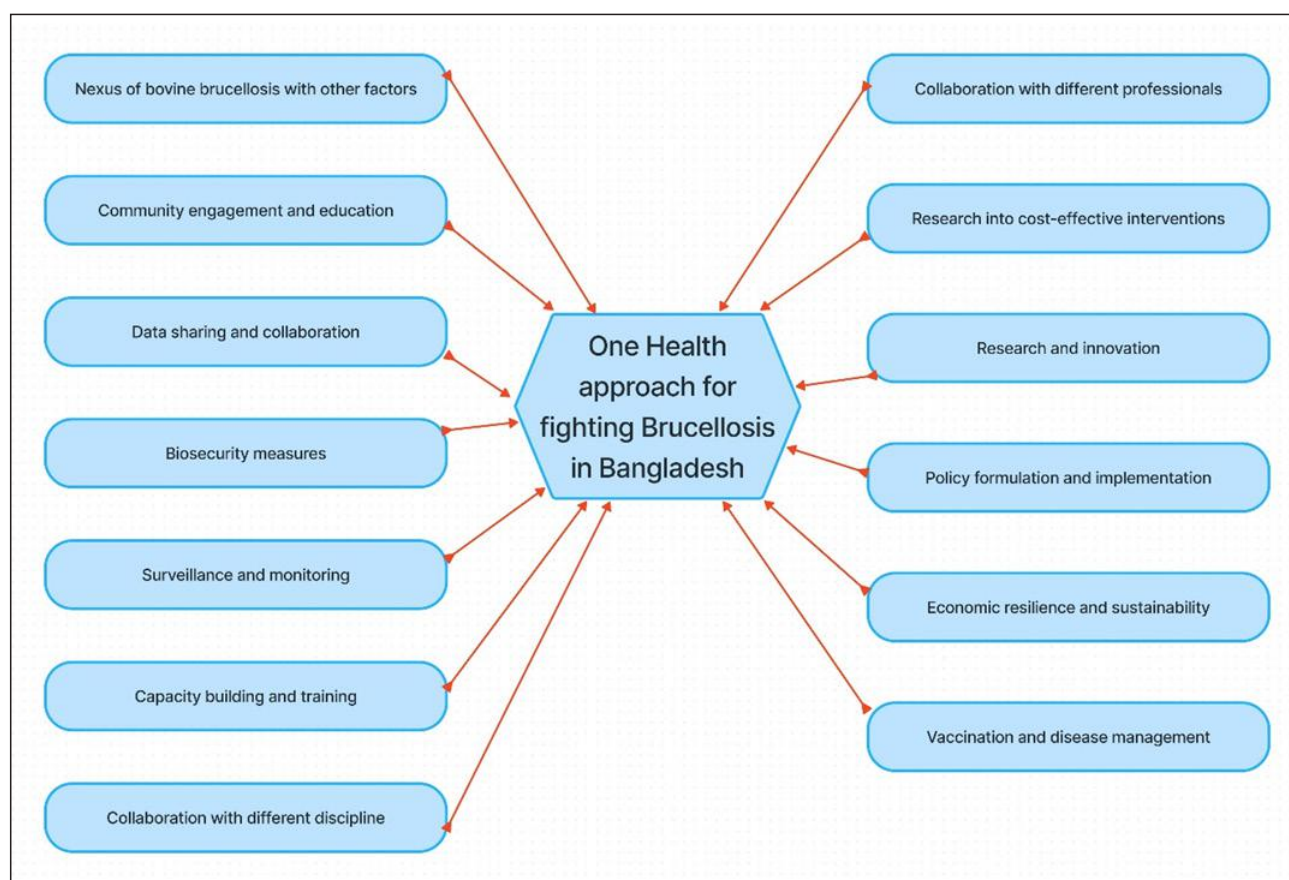 Nexus of bovine brucellosis with other factors
Community engagement and education
Data sharing and collaboration
Biosecurity measures
Surveillance and monitoring
Capacity building and training
Collaboration with different discipline
One Health
approach for
fighting Brucellosis
in Bangladesh
Collaboration with different professionals
Research into cost-effective interventions
Research and innovation
Policy formulation and implementation
Economic resilience and sustainability
Vaccination and disease management